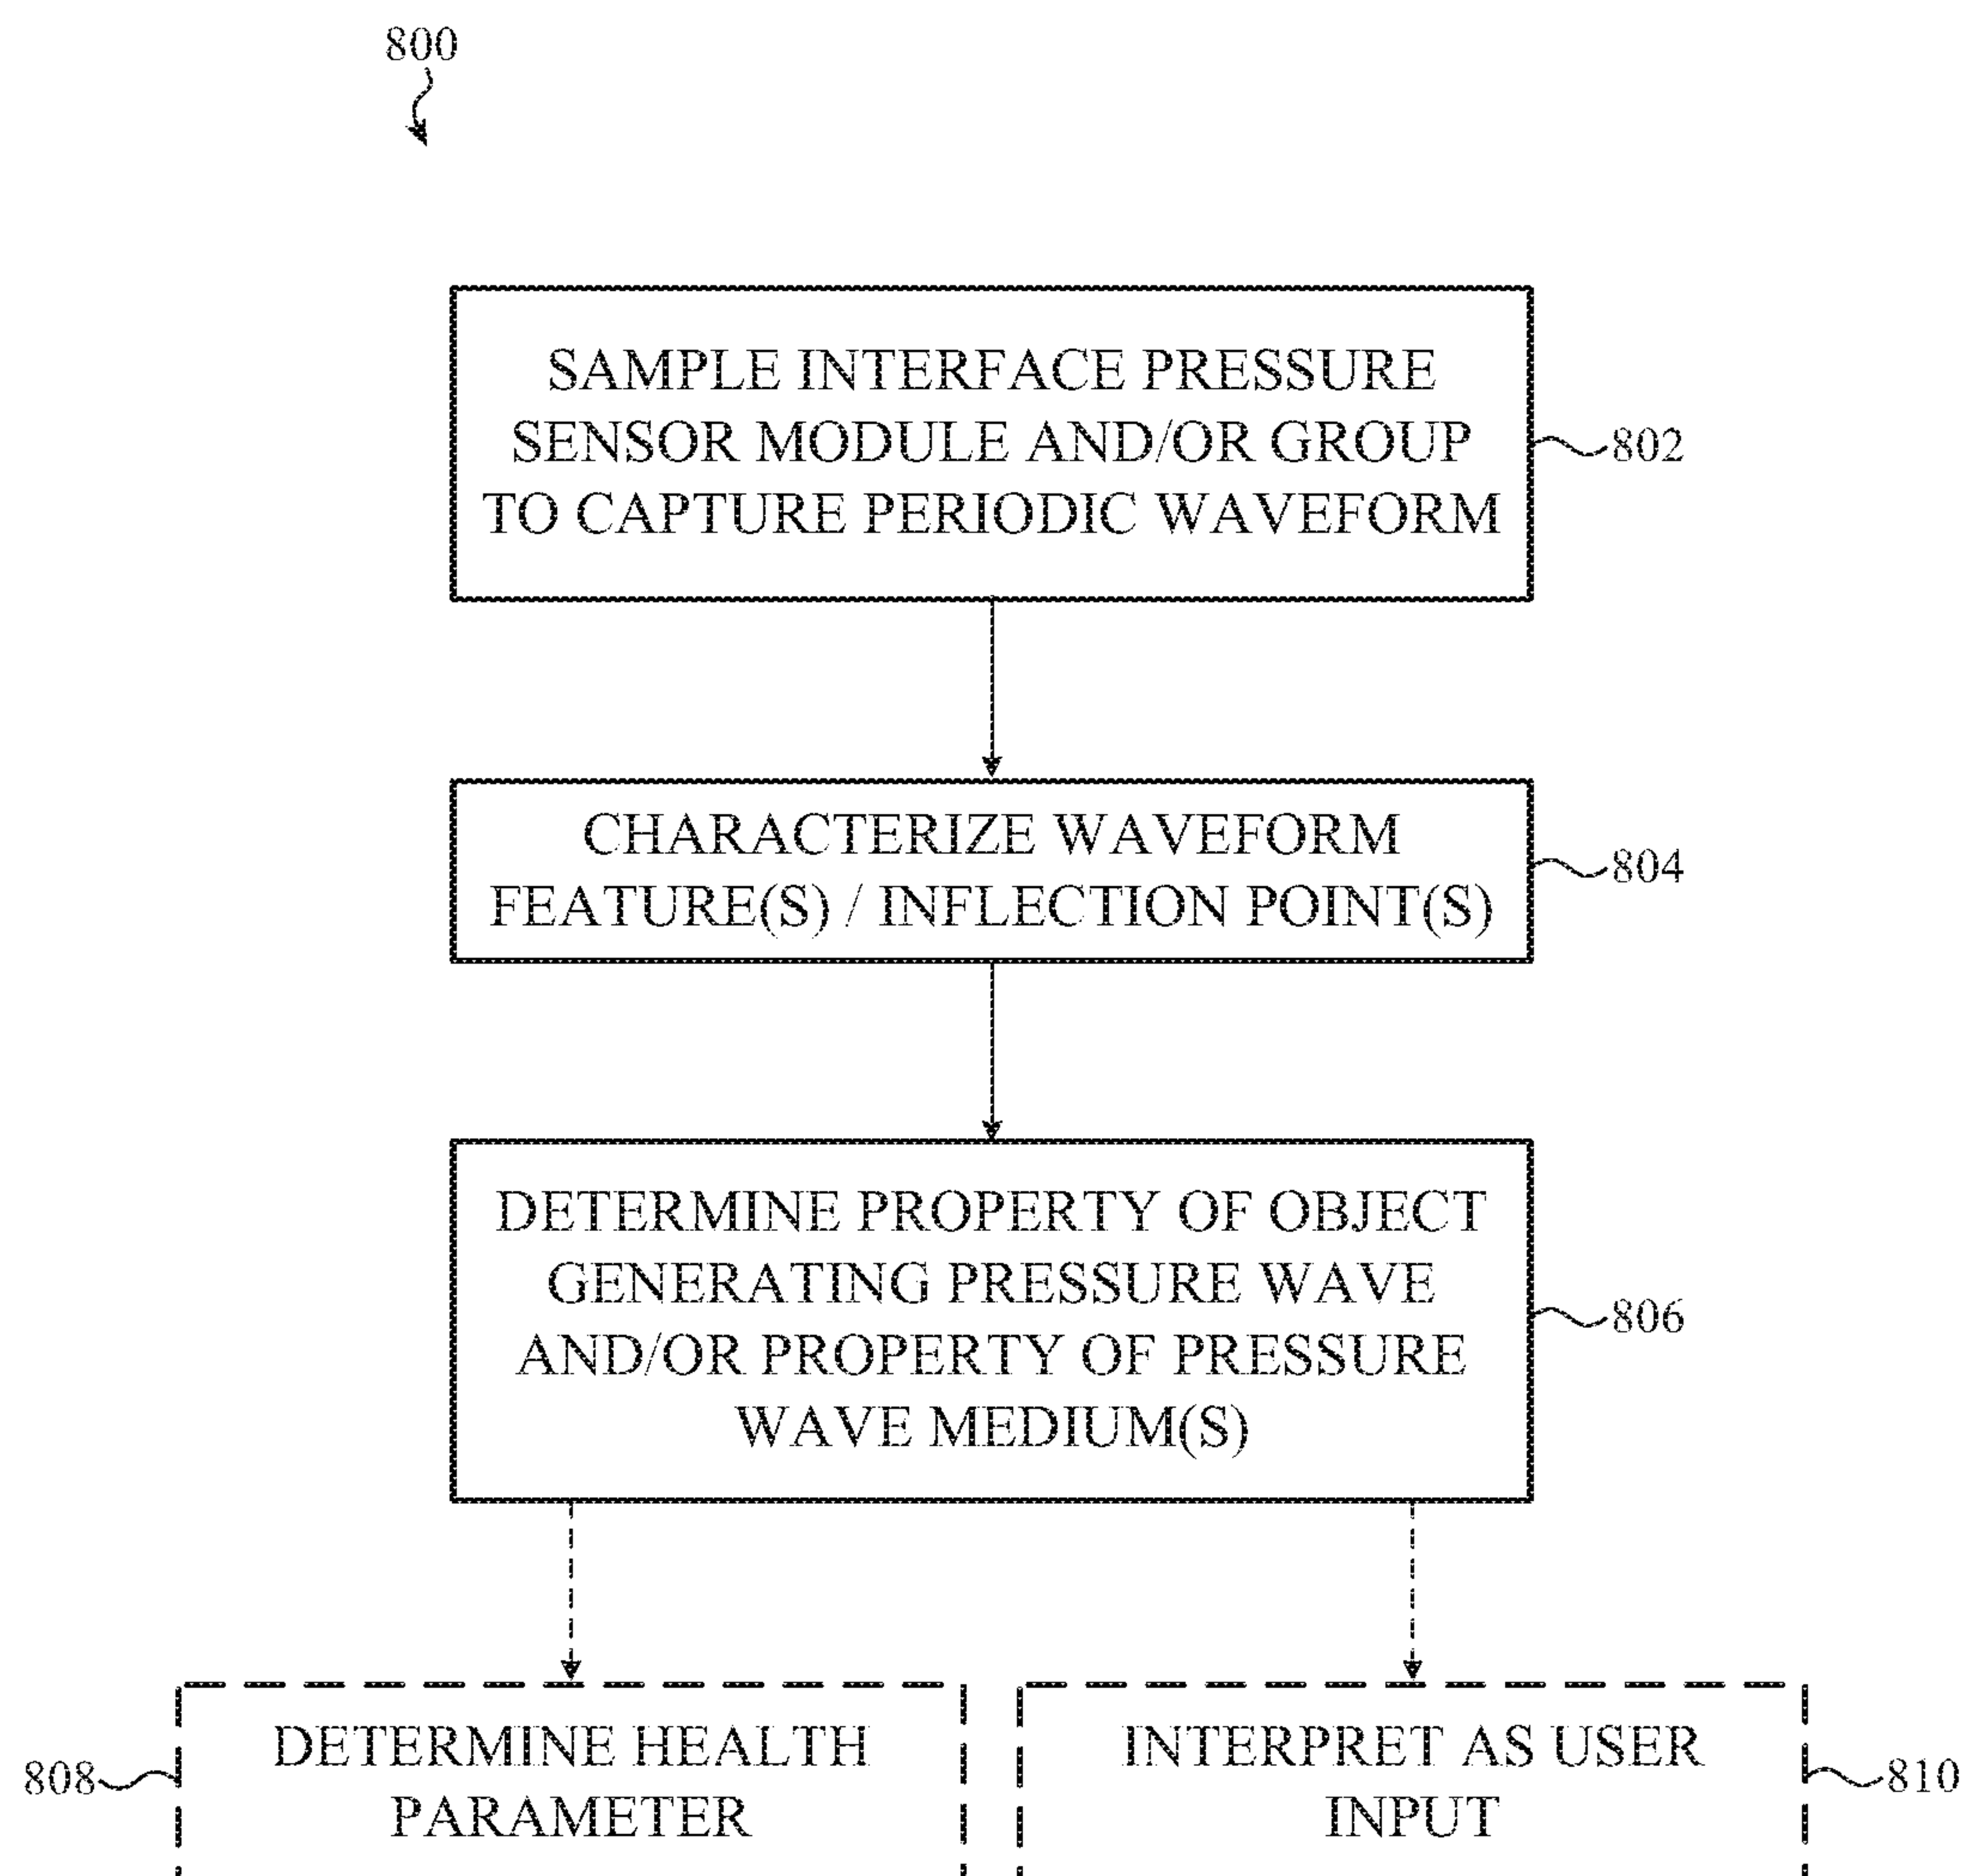 800
SAMPLE INTERFACE PRESSURE
SENSOR MODULE AND/OR GROUP
TO CAPTURE PERIODIC WAVEFORM
802
CHARACTERIZE WAVEFORM
FEATURE(S) / INFLECTION POINT(S)
804
DETERMINE PROPERTY OF OBJECT
GENERATING PRESSURE WAVE
AND/OR PROPERTY OF PRESSURE
WAVE MEDIUM(S)
806
808
DETERMINE HEALTH
PARAMETER
INTERPRET AS USER
INPUT
810